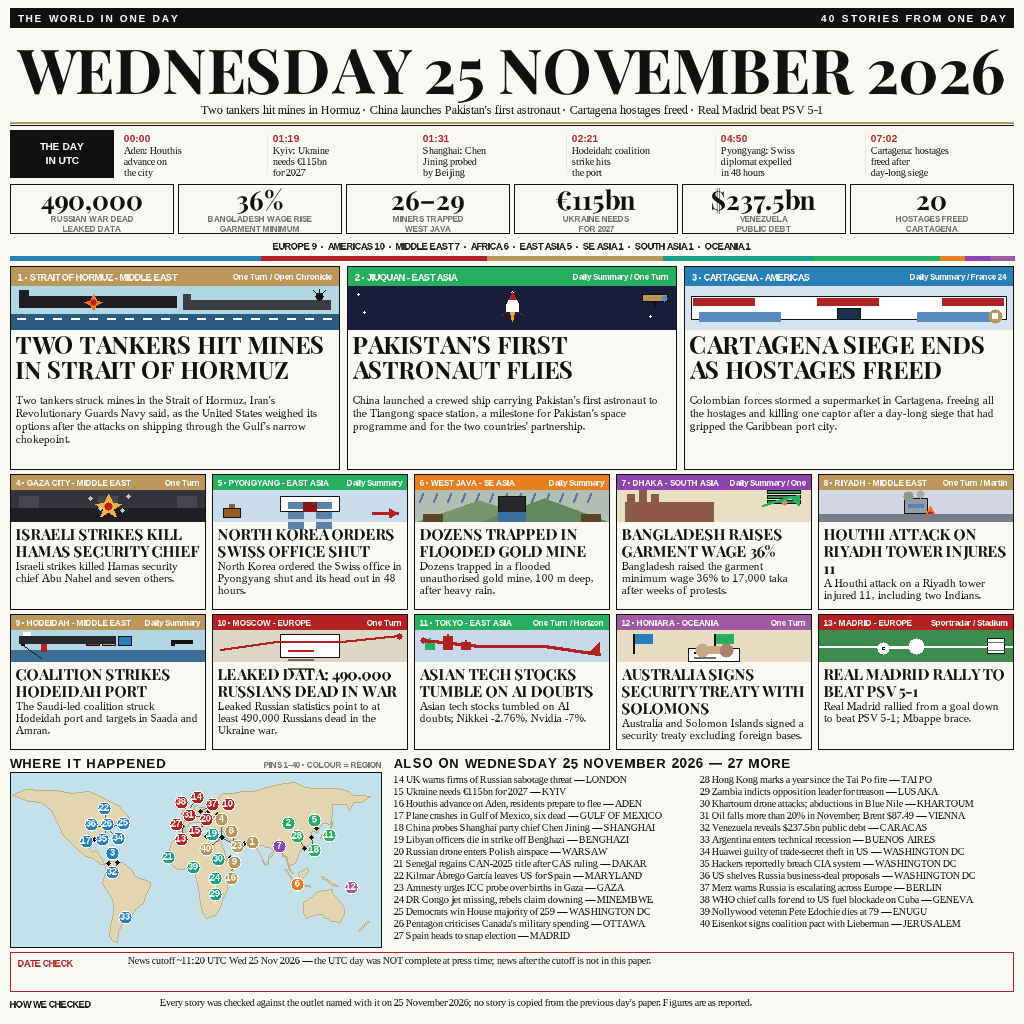 THE WORLD IN ONE DAY
40 STORIES FROM ONE DAY
WEDNESDAY 25 NOVEMBER 2026
Two tankers hit mines in Hormuz · China launches Pakistan's first astronaut · Cartagena hostages freed · Real Madrid beat PSV 5-1
THE DAY
IN UTC
00:00
Aden: Houthis
advance on
the city
01:19
Kyiv: Ukraine
needs €115bn
for 2027
01:31
Shanghai: Chen
Jining probed
by Beijing
02:21
Hodeidah: coalition
strike hits
the port
04:50
Pyongyang: Swiss
diplomat expelled
in 48 hours
07:02
Cartagena: hostages
freed after
day-long siege
490,000
RUSSIAN WAR DEAD
LEAKED DATA
36%
BANGLADESH WAGE RISE
GARMENT MINIMUM
26–29
MINERS TRAPPED
WEST JAVA
€115bn
UKRAINE NEEDS
FOR 2027
$237.5bn
VENEZUELA
PUBLIC DEBT
20
HOSTAGES FREED
CARTAGENA
EUROPE 9 · AMERICAS 10 · MIDDLE EAST 7 · AFRICA 6 · EAST ASIA 5 · SE ASIA 1 · SOUTH ASIA 1 · OCEANIA 1
1 · STRAIT OF HORMUZ - MIDDLE EAST
One Turn / Open Chronicle
TWO TANKERS HIT MINES
IN STRAIT OF HORMUZ
Two tankers struck mines in the Strait of Hormuz, Iran's
Revolutionary Guards Navy said, as the United States weighed its
options after the attacks on shipping through the Gulf's narrow
chokepoint.
2 · JIUQUAN - EAST ASIA
Daily Summary / One Turn
PAKISTAN'S FIRST
ASTRONAUT FLIES
China launched a crewed ship carrying Pakistan's first astronaut to
the Tiangong space station, a milestone for Pakistan's space
programme and for the two countries' partnership.
3 · CARTAGENA - AMERICAS
Daily Summary / France 24
CARTAGENA SIEGE ENDS
AS HOSTAGES FREED
Colombian forces stormed a supermarket in Cartagena, freeing all
the hostages and killing one captor after a day-long siege that had
gripped the Caribbean port city.
4 · GAZA CITY - MIDDLE EAST
One Turn
ISRAELI STRIKES KILL
HAMAS SECURITY CHIEF
Israeli strikes killed Hamas security
chief Abu Nahel and seven others.
5 · PYONGYANG - EAST ASIA
Daily Summary
NORTH KOREA ORDERS
SWISS OFFICE SHUT
North Korea ordered the Swiss office in
Pyongyang shut and its head out in 48
hours.
6 · WEST JAVA - SE ASIA
Daily Summary
DOZENS TRAPPED IN
FLOODED GOLD MINE
Dozens trapped in a flooded
unauthorised gold mine, 100 m deep,
after heavy rain.
7 · DHAKA - SOUTH ASIA
Daily Summary / One
BANGLADESH RAISES
GARMENT WAGE 36%
Bangladesh raised the garment
minimum wage 36% to 17,000 taka
after weeks of protests.
8 · RIYADH - MIDDLE EAST
One Turn / Martin
HOUTHI ATTACK ON
RIYADH TOWER INJURES
11
A Houthi attack on a Riyadh tower
injured 11, including two Indians.
9 · HODEIDAH - MIDDLE EAST
Daily Summary
COALITION STRIKES
HODEIDAH PORT
The Saudi-led coalition struck
Hodeidah port and targets in Saada and
Amran.
10 · MOSCOW - EUROPE
One Turn
LEAKED DATA: 490,000
RUSSIANS DEAD IN WAR
Leaked Russian statistics point to at
least 490,000 Russians dead in the
Ukraine war.
11 · TOKYO - EAST ASIA
One Turn / Horizon
ASIAN TECH STOCKS
TUMBLE ON AI DOUBTS
Asian tech stocks tumbled on AI
doubts; Nikkei -2.76%, Nvidia -7%.
12 · HONIARA - OCEANIA
One Turn
AUSTRALIA SIGNS
SECURITY TREATY WITH
SOLOMONS
Australia and Solomon Islands signed a
security treaty excluding foreign bases.
13 · MADRID - EUROPE
Sportradar / Stadium
REAL MADRID RALLY TO
BEAT PSV 5-1
Real Madrid rallied from a goal down
to beat PSV 5-1; Mbappe brace.
WHERE IT HAPPENED
PINS 1–40 · COLOUR = REGION
ALSO ON WEDNESDAY 25 NOVEMBER 2026 — 27 MORE
14 UK warns firms of Russian sabotage threat — LONDON
15 Ukraine needs €115bn for 2027 — KYIV
16 Houthis advance on Aden, residents prepare to flee — ADEN
17 Plane crashes in Gulf of Mexico, six dead — GULF OF MEXICO
18 China probes Shanghai party chief Chen Jining — SHANGHAI
19 Libyan officers die in strike off Benghazi — BENGHAZI
20 Russian drone enters Polish airspace — WARSAW
21 Senegal regains CAN-2025 title after CAS ruling — DAKAR
22 Kilmar Ábrego García leaves US for Spain — MARYLAND
23 Amnesty urges ICC probe over births in Gaza — GAZA
24 DR Congo jet missing, rebels claim downing — MINEMBWE
25 Democrats win House majority of 259 — WASHINGTON DC
26 Pentagon criticises Canada's military spending — OTTAWA
27 Spain heads to snap election — MADRID
28 Hong Kong marks a year since the Tai Po fire — TAI PO
29 Zambia indicts opposition leader for treason — LUSAKA
30 Khartoum drone attacks; abductions in Blue Nile — KHARTOUM
31 Oil falls more than 20% in November; Brent $87.49 — VIENNA
32 Venezuela reveals $237.5bn public debt — CARACAS
33 Argentina enters technical recession — BUENOS AIRES
34 Huawei guilty of trade-secret theft in US — WASHINGTON DC
35 Hackers reportedly breach CIA system — WASHINGTON DC
36 US shelves Russia business-deal proposals — WASHINGTON DC
37 Merz warns Russia is escalating across Europe — BERLIN
38 WHO chief calls for end to US fuel blockade on Cuba — GENEVA
39 Nollywood veteran Pete Edochie dies at 79 — ENUGU
40 Eisenkot signs coalition pact with Lieberman — JERUSALEM
DATE CHECK
News cutoff ~11:20 UTC Wed 25 Nov 2026 — the UTC day was NOT complete at press time; news after the cutoff is not in this paper.
HOW WE CHECKED
Every story was checked against the outlet named with it on 25 November 2026; no story is copied from the previous day's paper. Figures are as reported.